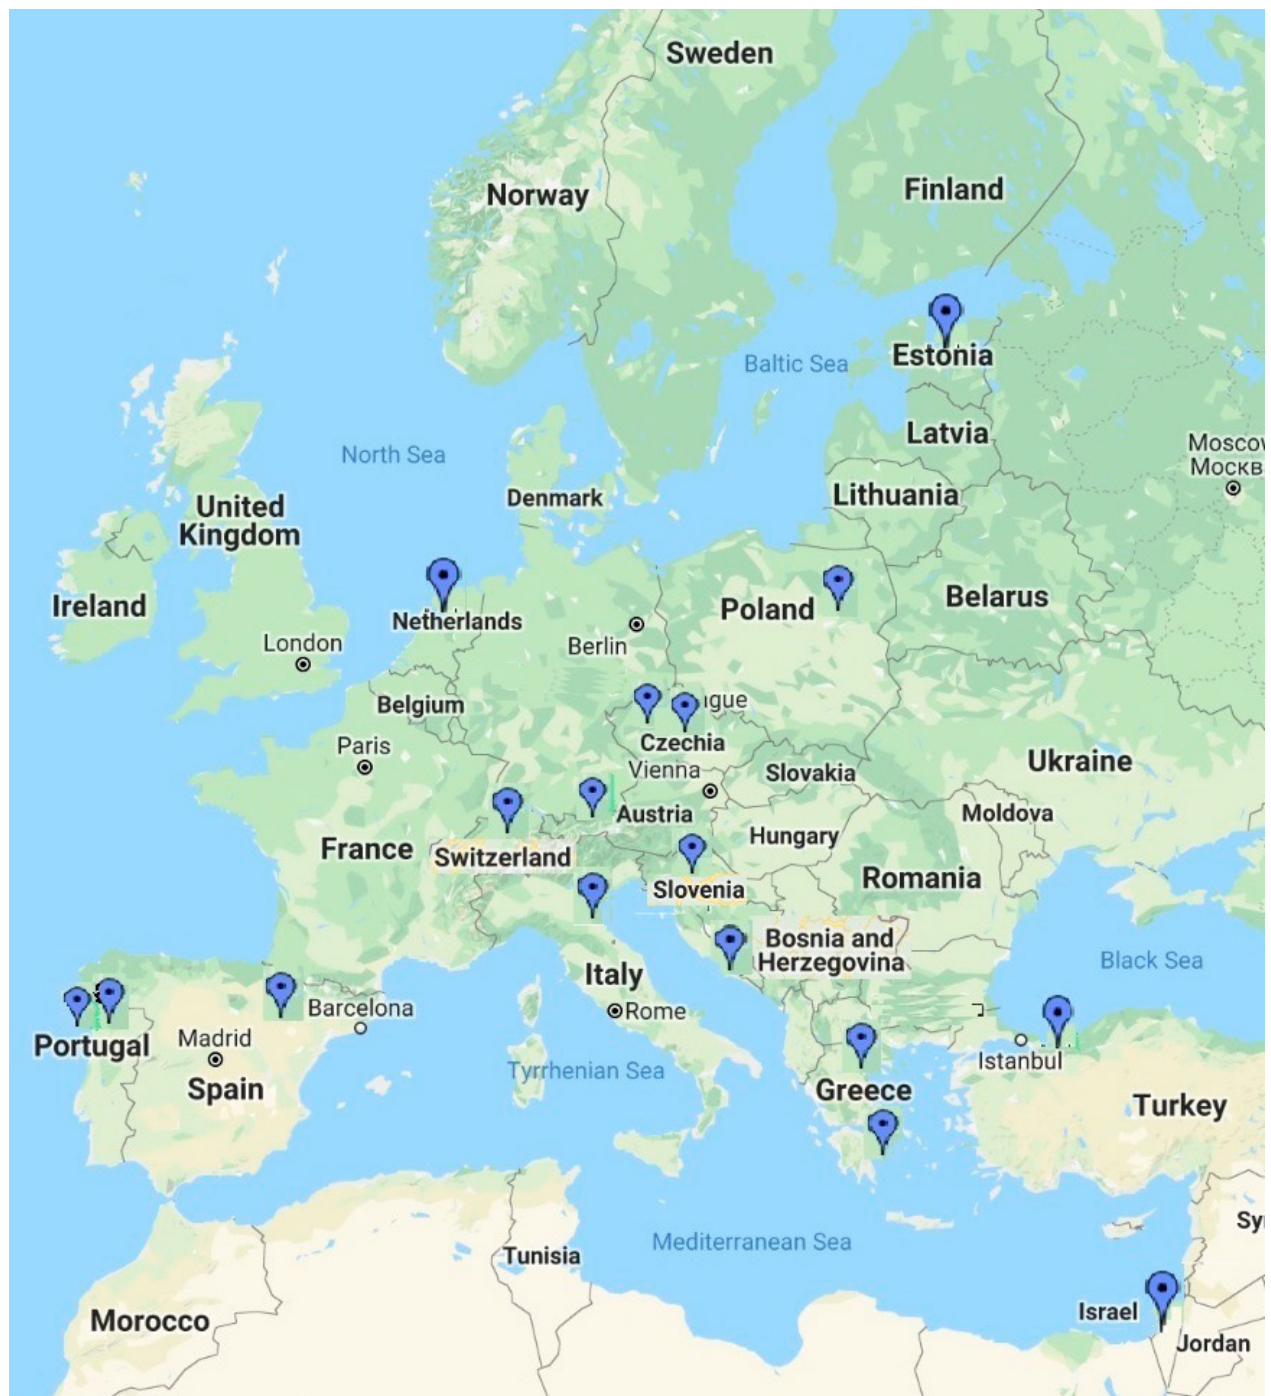 Sweden
Norway
Finland
Estonia
Baltic Sea
Latvia
Moscow
Москв
North Sea
Denmark
Lithuania
United
Kingdom
Ireland
Netherlands
Poland
Belarus
London
Berlin
Belgium
gue
Czechia
Paris
Vienna
Slovakia
Ukraine
Austria
Moldova
France
Switzerland
Hungary
Slovenia
Romania
Bosnia and
Herzegovina
Black Sea
Italy
Barcelona
Rome
Portugal
Madrid
Istanbul
Spain
Tyrrhenian Sea
Greece
Turkey
Mediterranean Sea
Sy
Tunisia
Morocco
Israel
Jordan